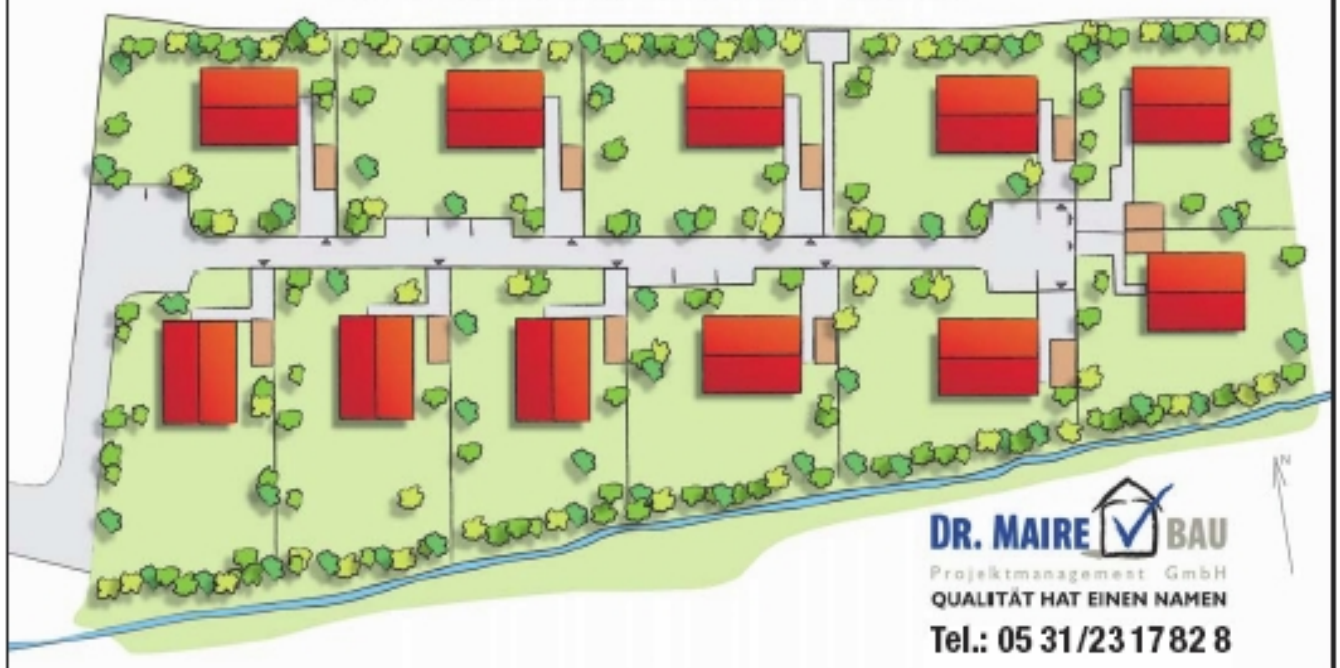 N
DR. MAIRE BAU
Projektmanagement GmbH
QUALITÄT HAT EINEN NAMEN
Tel.: 05 31/23 17 82 8